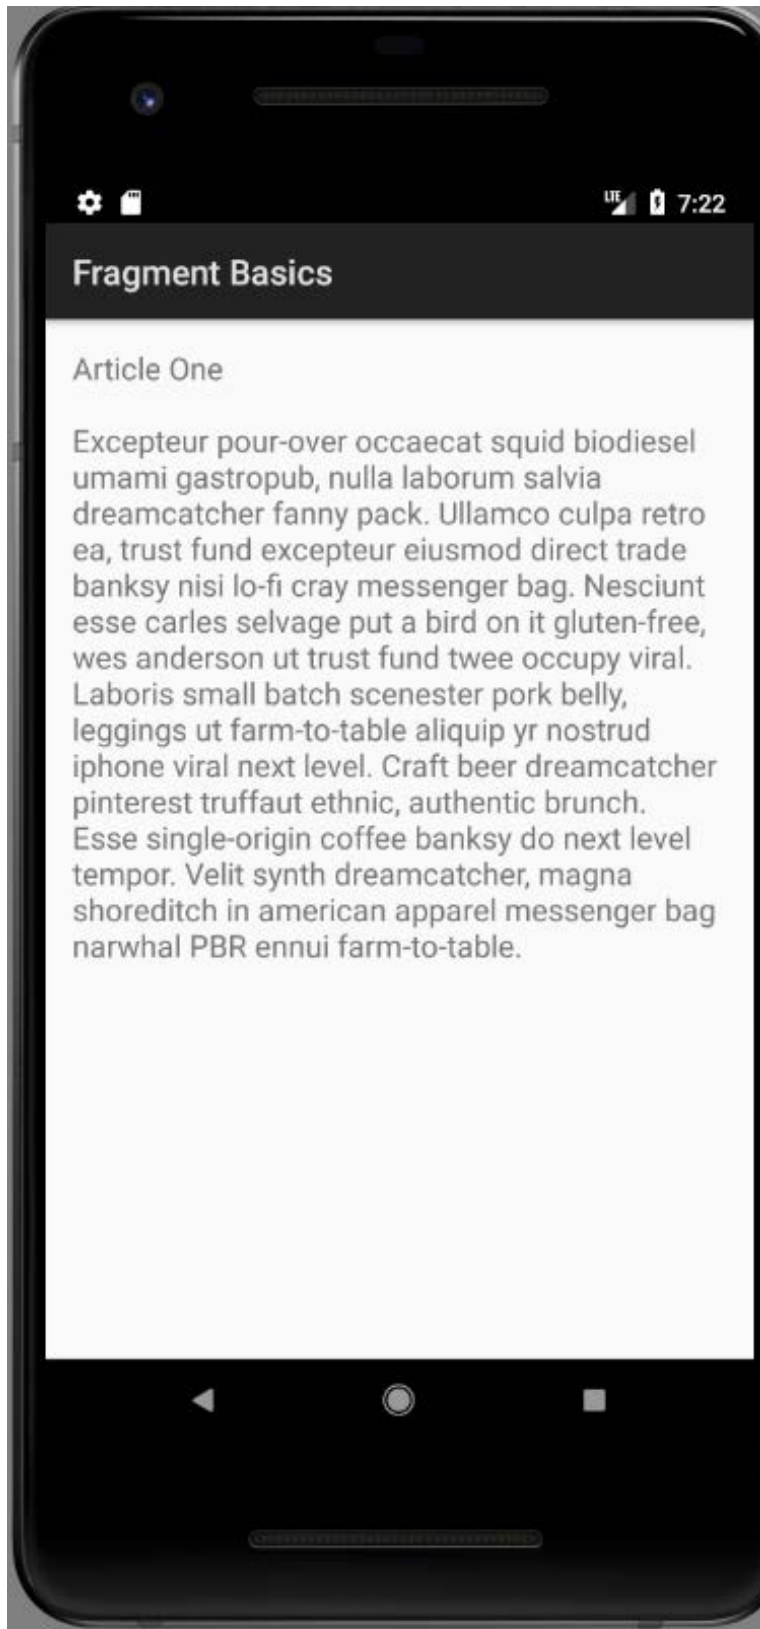 LTE 7:22
Fragment Basics
Article One
Excepteur pour-over occaecat squid biodiesel
umami gastropub, nulla laborum salvia
dreamcatcher fanny pack. Ullamco culpa retro
ea, trust fund excepteur eiusmod direct trade
banksy nisi lo-fi cray messenger bag. Nesciunt
esse carles selvage put a bird on it gluten-free,
wes anderson ut trust fund twee occupy viral.
Laboris small batch scenester pork belly,
leggings ut farm-to-table aliquip yr nostrud
iphone viral next level. Craft beer dreamcatcher
pinterest truffaut ethnic, authentic brunch.
Esse single-origin coffee banksy do next level
tempor. Velit synth dreamcatcher, magna
shoreditch in american apparel messenger bag
narwhal PBR ennui farm-to-table.